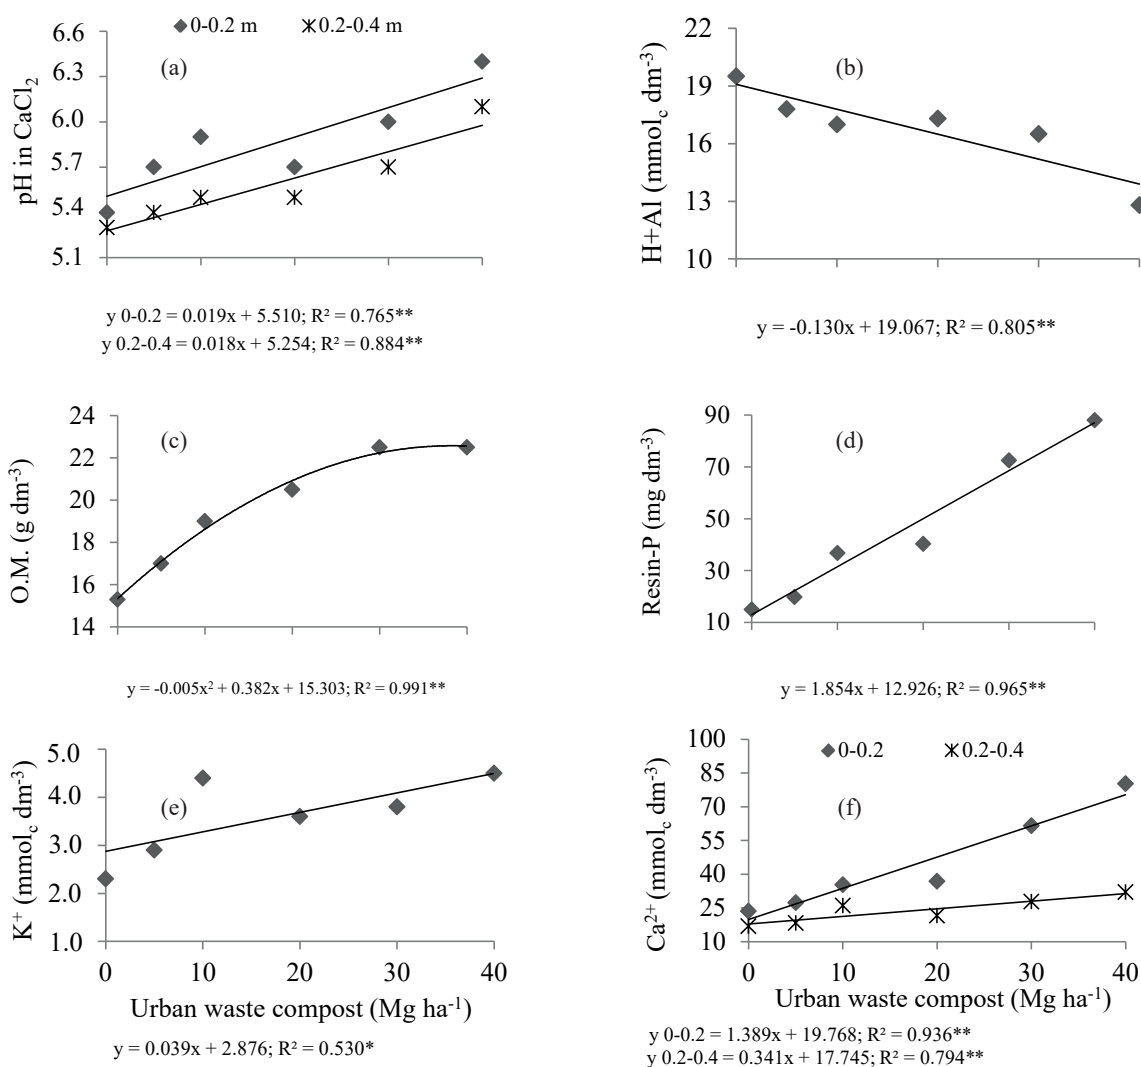 0-0.2 m 0.2-0.4 m
(a)
pH in CaCl₂
6.6
6.3
6.0
5.7
5.4
5.1
y 0-0.2 = 0.019x + 5.510; R² = 0.765**
y 0.2-0.4 = 0.018x + 5.254; R² = 0.884**
(b)
H+Al (mmol_c dm⁻³)
22
19
16
13
10
y = -0.130x + 19.067; R² = 0.805**
(c)
O.M. (g dm⁻³)
24
22
20
18
16
14
y = -0.005x² + 0.382x + 15.303; R² = 0.991**
(d)
Resin-P (mg dm⁻³)
90
70
50
30
10
y = 1.854x + 12.926; R² = 0.965**
(e)
K⁺ (mmol_c dm⁻³)
5.0
4.0
3.0
2.0
1.0
0 10 20 30 40
Urban waste compost (Mg ha⁻¹)
y = 0.039x + 2.876; R² = 0.530*
0-0.2 0.2-0.4
(f)
Ca²⁺ (mmol_c dm⁻³)
100
85
70
55
40
25
10
0 10 20 30 40
Urban waste compost (Mg ha⁻¹)
y 0-0.2 = 1.389x + 19.768; R² = 0.936**
y 0.2-0.4 = 0.341x + 17.745; R² = 0.794**